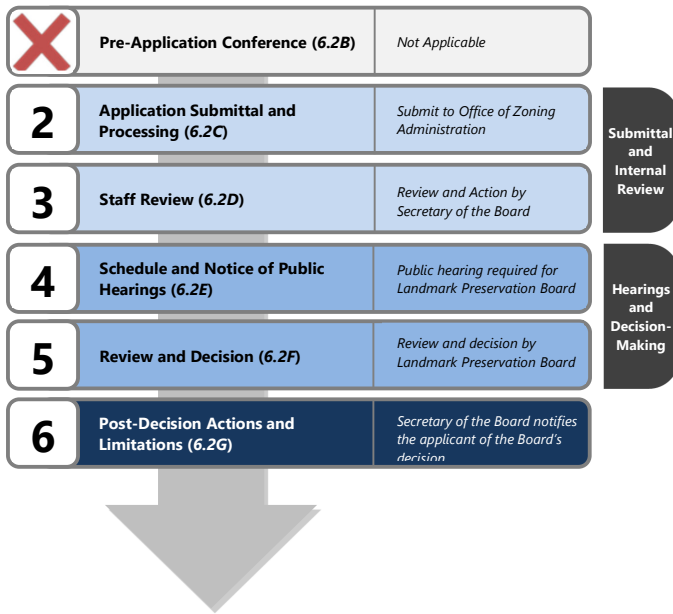 Pre-Application Conference (6.2B)
Not Applicable
2
Application Submittal and
Processing (6.2C)
Submit to Office of Zoning
Administration
3
Staff Review (6.2D)
Review and Action by
Secretary of the Board
Submittal
and
Internal
Review
4
Schedule and Notice of Public
Hearings (6.2E)
Public hearing required for
Landmark Preservation Board
5
Review and Decision (6.2F)
Review and decision by
Landmark Preservation Board
Hearings
and
Decision-
Making
6
Post-Decision Actions and
Limitations (6.2G)
Secretary of the Board notifies
the applicant of the Board's
decision